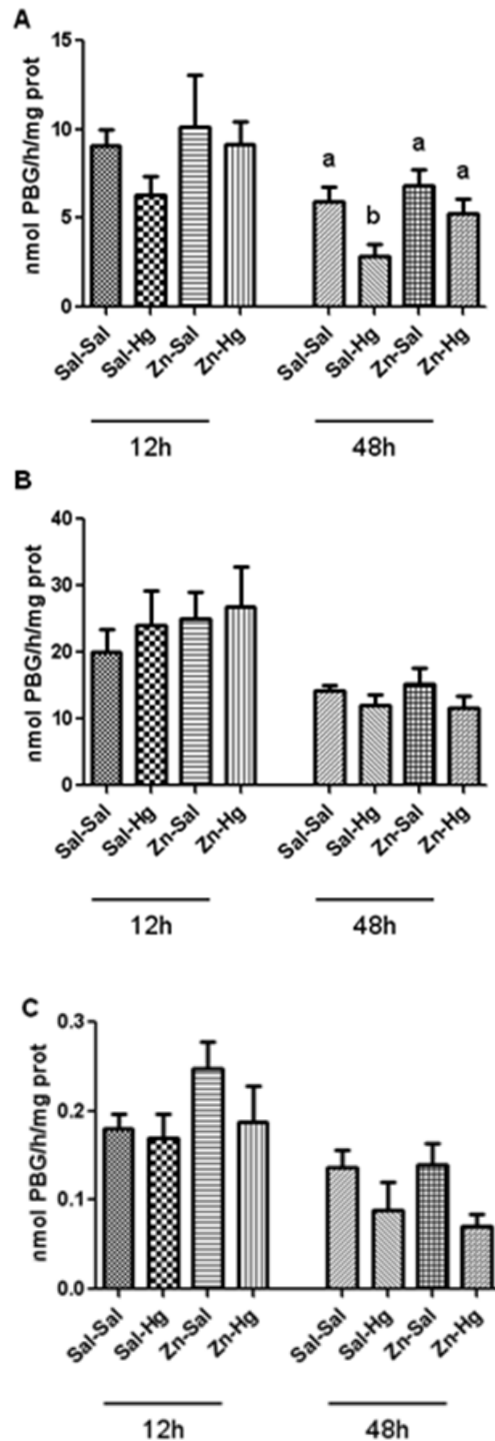 A
nmol PBG/h/mg prot
15
10
5
0
a
b
a
a
Sal-Sal
Sal-Hg
Zn-Sal
Zn-Hg
Sal-Sal
Sal-Hg
Zn-Sal
Zn-Hg
12h
48h
B
nmol PBG/h/mg prot
40
30
20
10
0
Sal-Sal
Sal-Hg
Zn-Sal
Zn-Hg
Sal-Sal
Sal-Hg
Zn-Sal
Zn-Hg
12h
48h
C
nmol PBG/h/mg prot
0.3
0.2
0.1
0.0
Sal-Sal
Sal-Hg
Zn-Sal
Zn-Hg
Sal-Sal
Sal-Hg
Zn-Sal
Zn-Hg
12h
48h